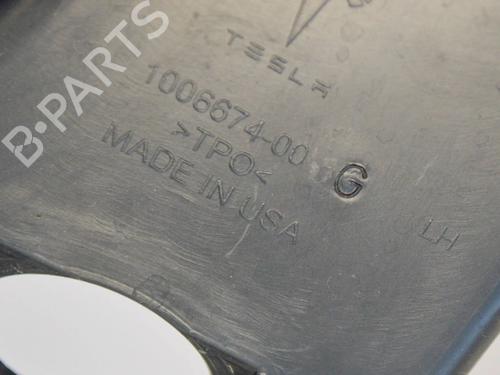 B-PARTS
TESLA
1006674-00 G
>TPO<
MADE IN USA
LH